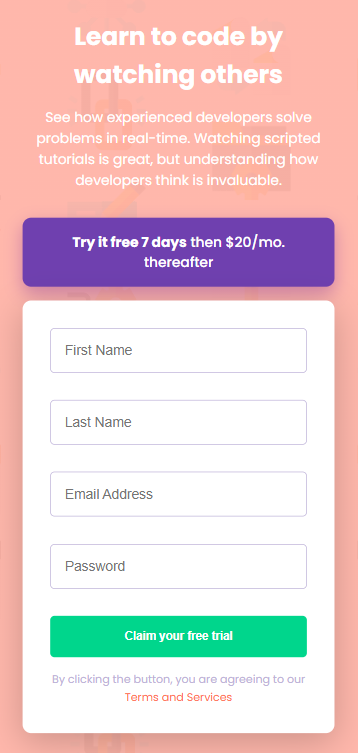 Learn to code by
watching others
See how experienced developers solve
problems in real-time. Watching scripted
tutorials is great, but understanding how
developers think is invaluable.
Try it free 7 days then $20/mo.
thereafter
First Name
Last Name
Email Address
Password
Claim your free trial
By clicking the button, you are agreeing to our
Terms and Services